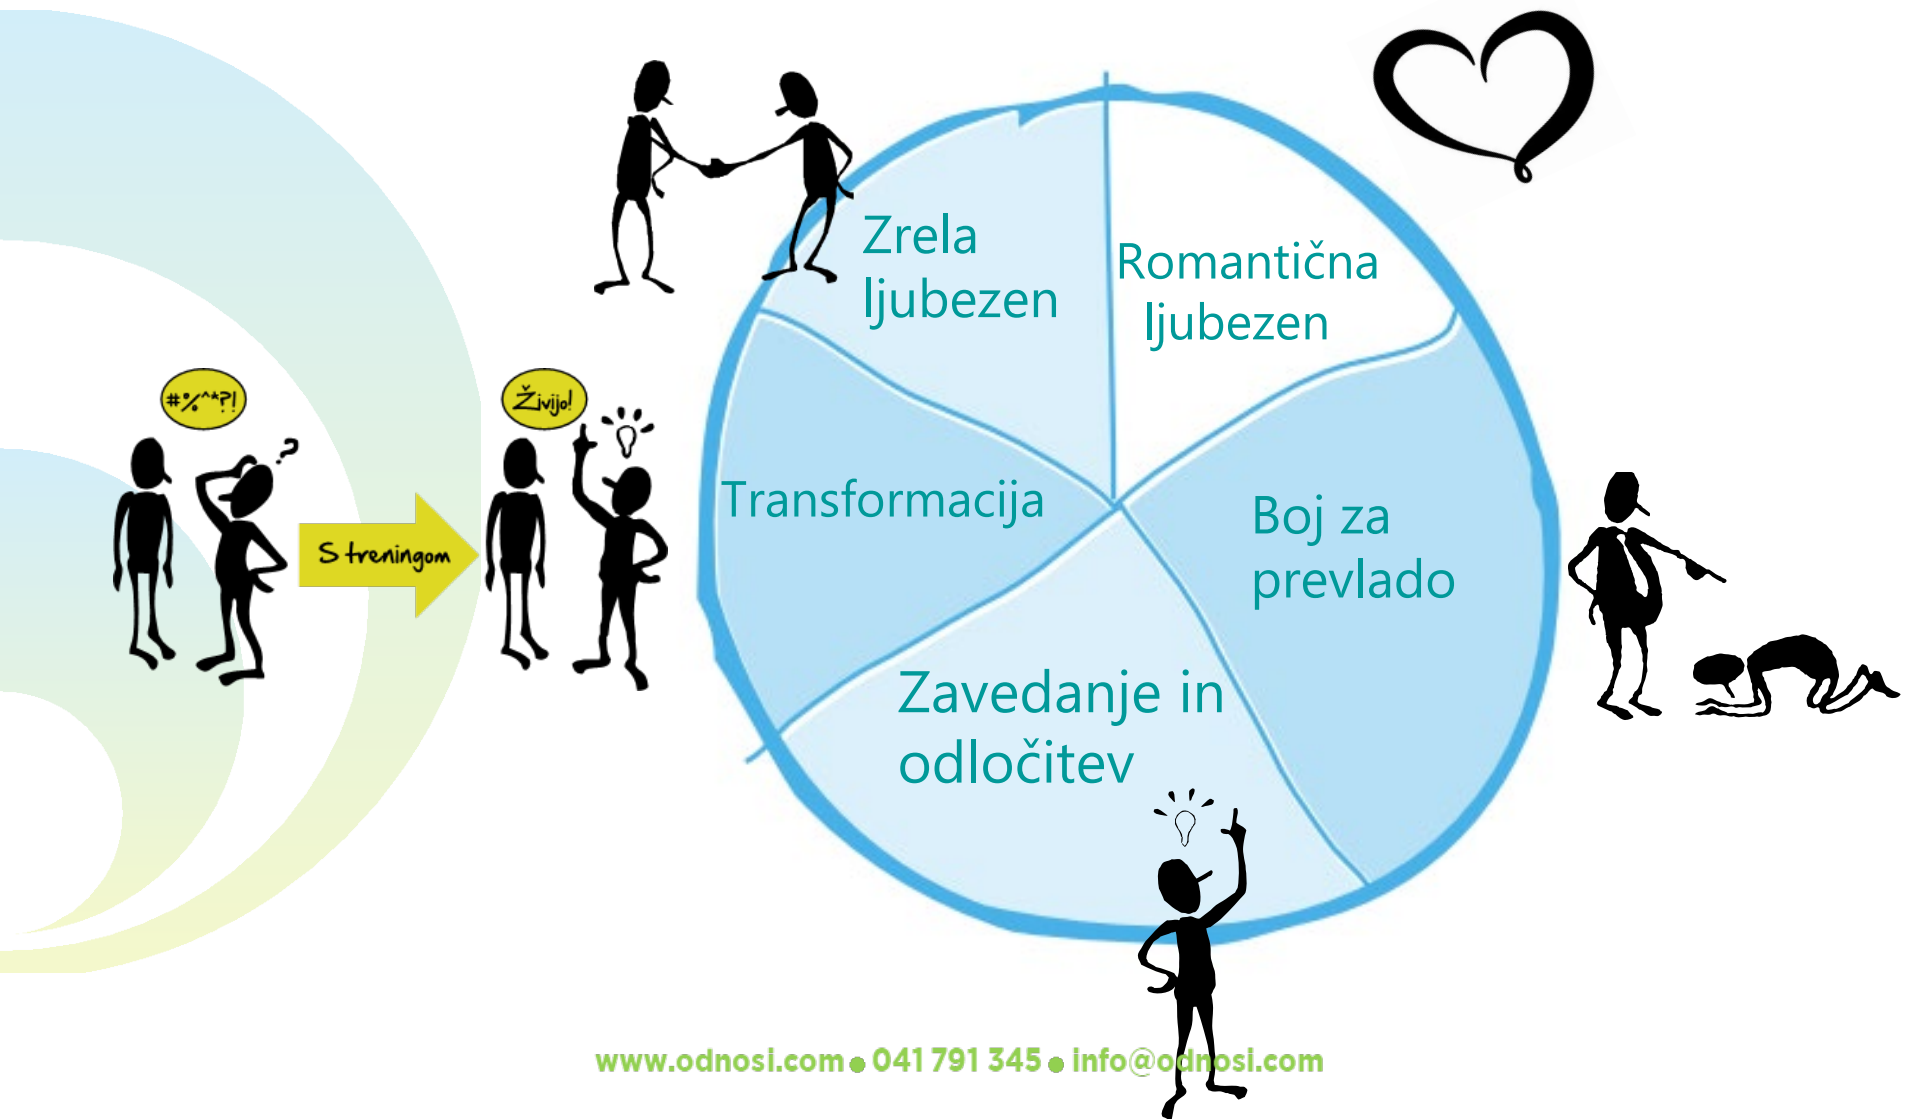 Zrela
ljubezen
Romantična
ljubezen
#%^*?!
?
Živijo!
S treningom
Transformacija
Boj za
prevlado
Zavedanje in
odločitev
www.odnosi.com ● 041 791 345 ● info@odnosi.com